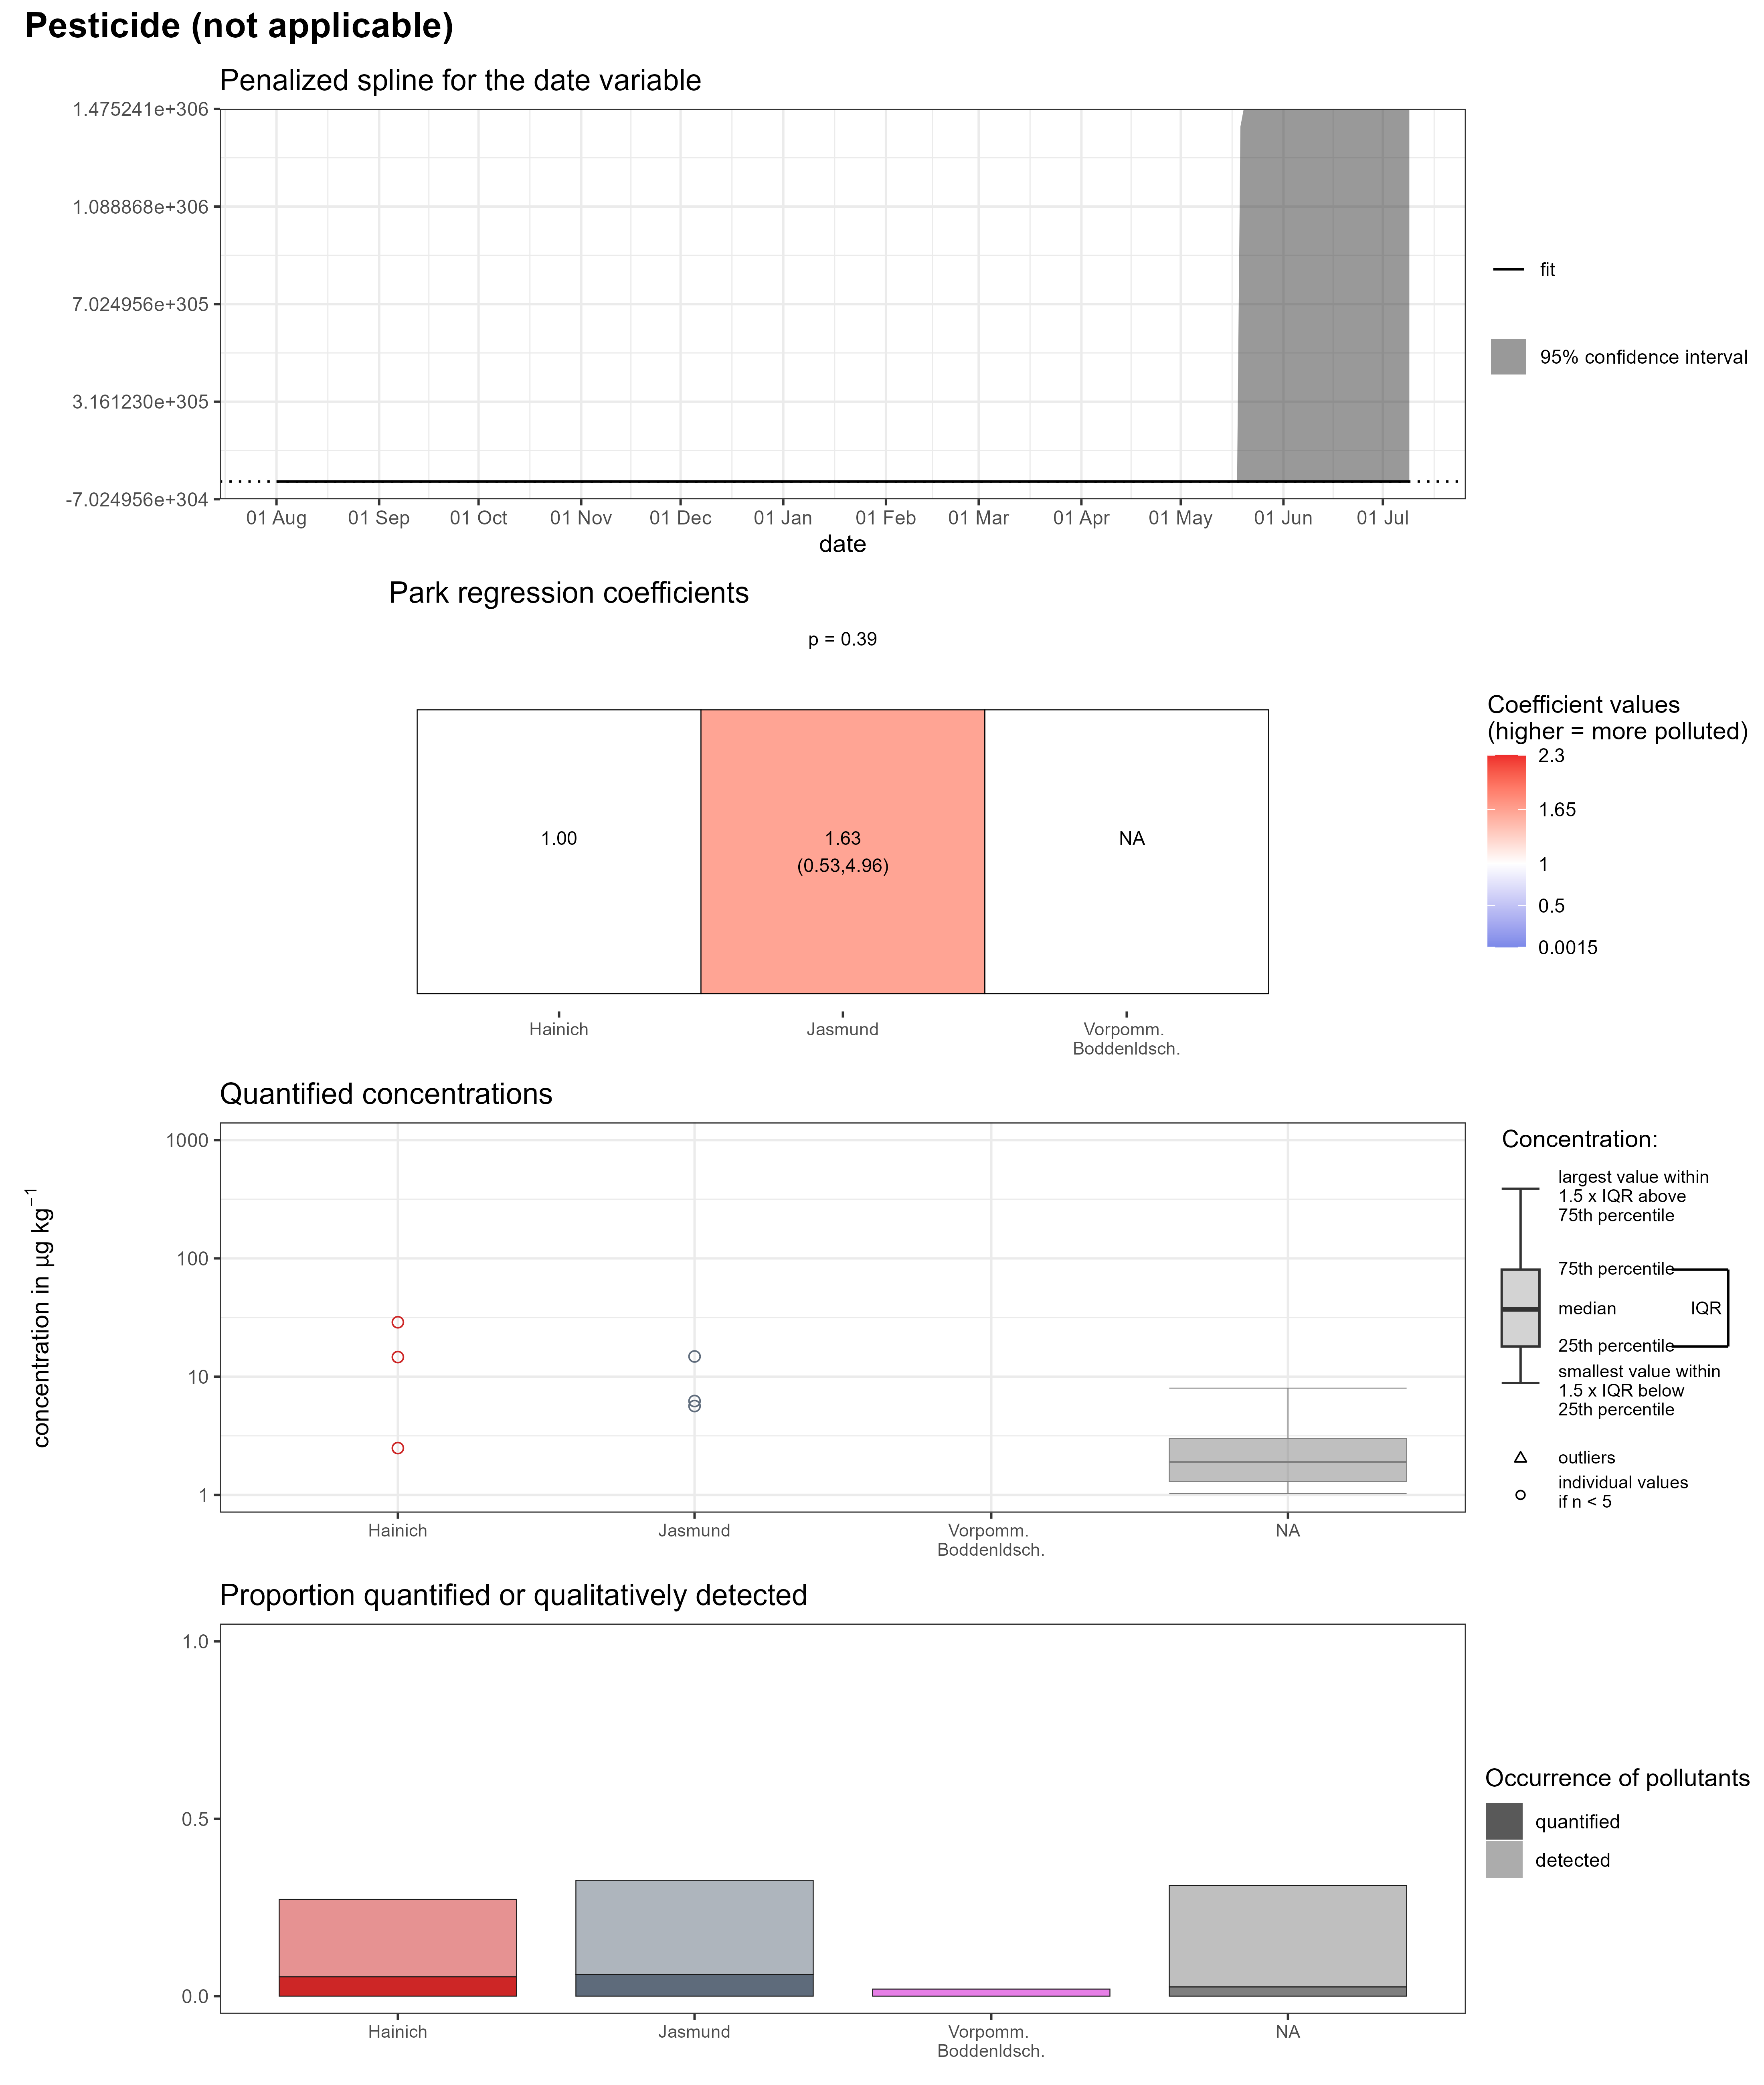 Pesticide (not applicable)
Penalized spline for the date variable
1.475241e+306
1.088868e+306
7.024956e+305
3.161230e+305
-7.024956e+304
01 Aug 01 Sep 01 Oct 01 Nov 01 Dec 01 Jan 01 Feb 01 Mar 01 Apr 01 May 01 Jun 01 Jul
date
fit
95% confidence interval
Park regression coefficients
p = 0.39
1.00
1.63
(0.53,4.96)
NA
Hainich
Jasmund
Vorpomm.
Boddenldsch.
Coefficient values
(higher = more polluted)
2.3
1.65
1
0.5
0.0015
Quantified concentrations
concentration in µg kg⁻¹
1000
100
10
1
Hainich
Jasmund
Vorpomm.
Boddenldsch.
NA
Concentration:
largest value within
1.5 x IQR above
75th percentile
75th percentile
median
IQR
25th percentile
smallest value within
1.5 x IQR below
25th percentile
outliers
individual values
if n < 5
Proportion quantified or qualitatively detected
1.0
0.5
0.0
Hainich
Jasmund
Vorpomm.
Boddenldsch.
NA
Occurrence of pollutants
quantified
detected